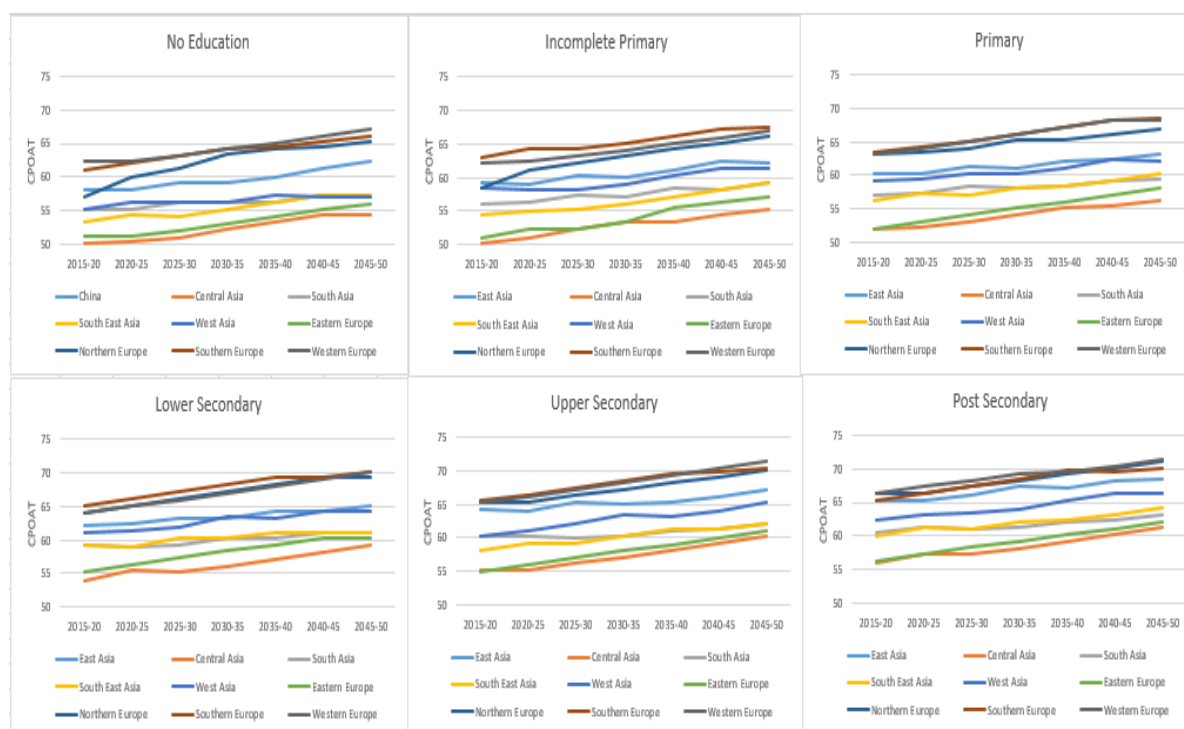 No Education
75
70
65
60
55
50
CPOAT
2015-20 2020-25 2025-30 2030-35 2035-40 2040-45 2045-50
China Central Asia South Asia
South East Asia West Asia Eastern Europe
Northern Europe Southern Europe Western Europe
Incomplete Primary
75
70
65
60
55
50
CPOAT
2015-20 2020-25 2025-30 2030-35 2035-40 2040-45 2045-50
East Asia Central Asia South Asia
South East Asia West Asia Eastern Europe
Northern Europe Southern Europe Western Europe
Primary
75
70
65
60
55
50
CPOAT
2015-20 2020-25 2025-30 2030-35 2035-40 2040-45 2045-50
East Asia Central Asia South Asia
South East Asia West Asia Eastern Europe
Northern Europe Southern Europe Western Europe
Lower Secondary
75
70
65
60
55
50
CPOAT
2015-20 2020-25 2025-30 2030-35 2035-40 2040-45 2045-50
East Asia Central Asia South Asia
South East Asia West Asia Eastern Europe
Northern Europe Southern Europe Western Europe
Upper Secondary
75
70
65
60
55
50
CPOAT
2015-20 2020-25 2025-30 2030-35 2035-40 2040-45 2045-50
East Asia Central Asia South Asia
South East Asia West Asia Eastern Europe
Northern Europe Southern Europe Western Europe
Post Secondary
75
70
65
60
55
50
CPOAT
2015-20 2020-25 2025-30 2030-35 2035-40 2040-45 2045-50
East Asia Central Asia South Asia
South East Asia West Asia Eastern Europe
Northern Europe Southern Europe Western Europe